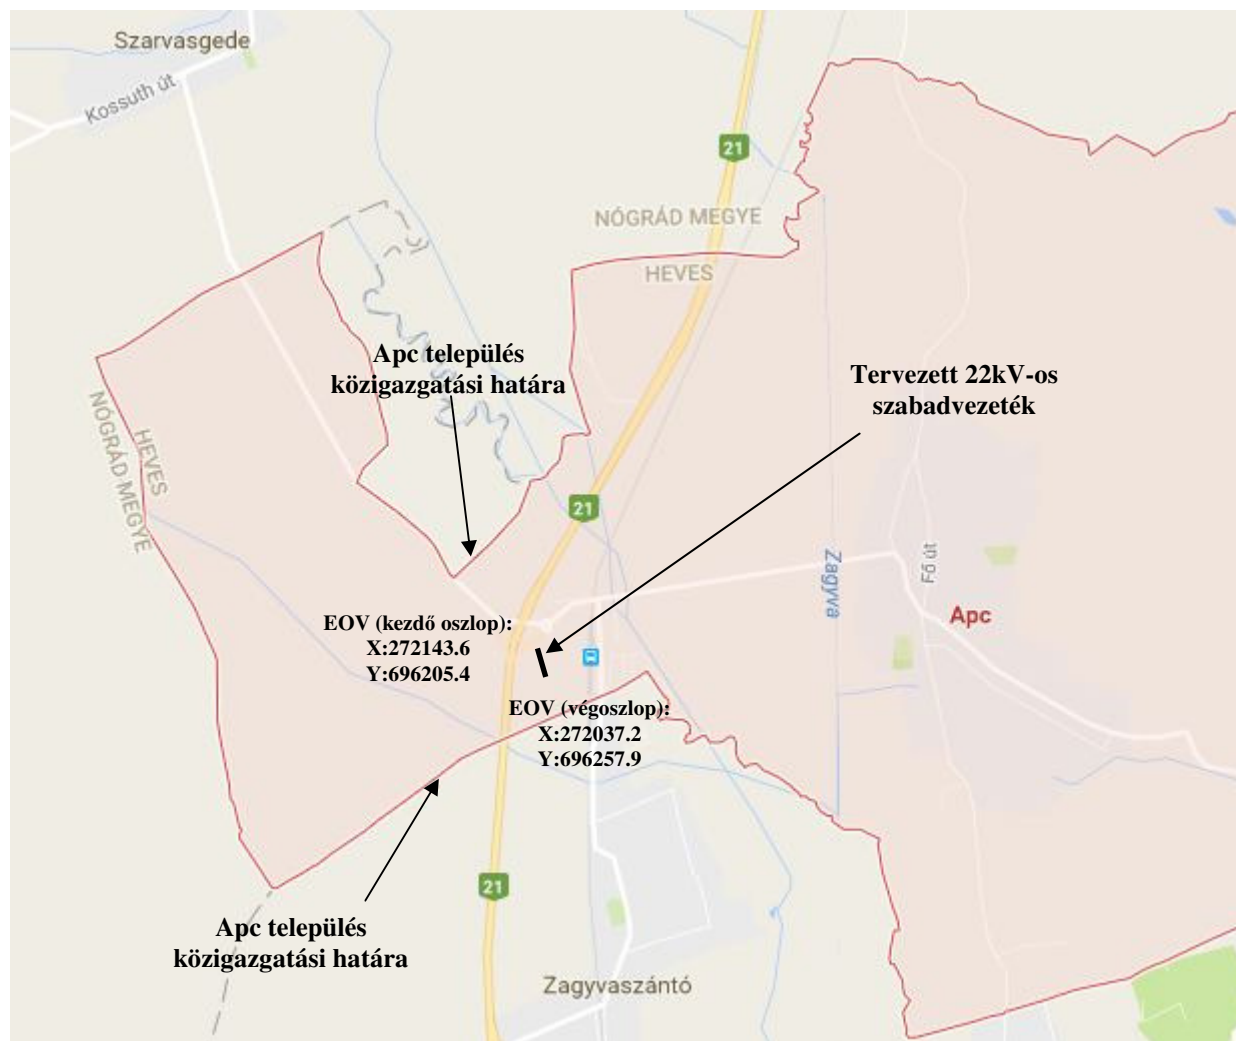 Szarvasgede
Kossuth út
21
NÓGRÁD MEGYE
HEVES
Apc település
közigazgatási határa
Tervezett 22kV-os
szabadvezeték
HEVES
NÓGRÁD MEGYE
21
Zagyva
Fő út
Apc
EOV (kezdő oszlop):
X:272143.6
Y:696205.4
EOV (végoszlop):
X:272037.2
Y:696257.9
21
Apc település
közigazgatási határa
Zagyvaszántó